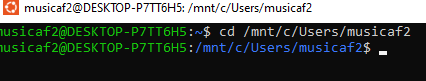 musicaf2@DESKTOP-P7TT6H5: /mnt/c/Users/musicaf2
musicaf2@DESKTOP-P7TT6H5:~$ cd /mnt/c/Users/musicaf2
musicaf2@DESKTOP-P7TT6H5:/mnt/c/Users/musicaf2$